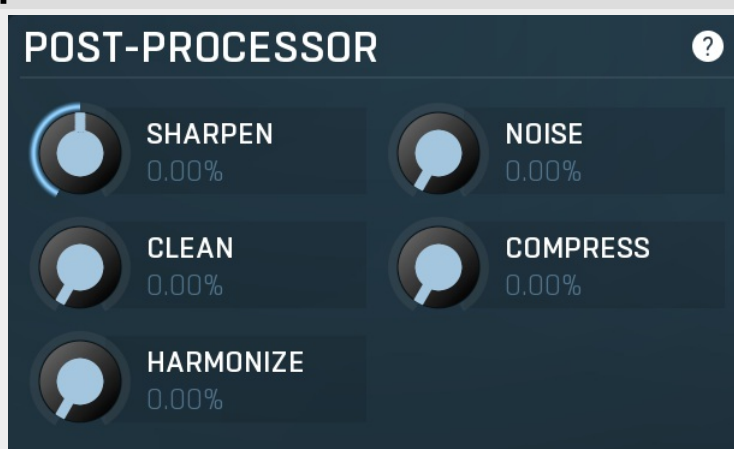 POST-PROCESSOR
?
SHARPEN
0.00%
NOISE
0.00%
CLEAN
0.00%
COMPRESS
0.00%
HARMONIZE
0.00%